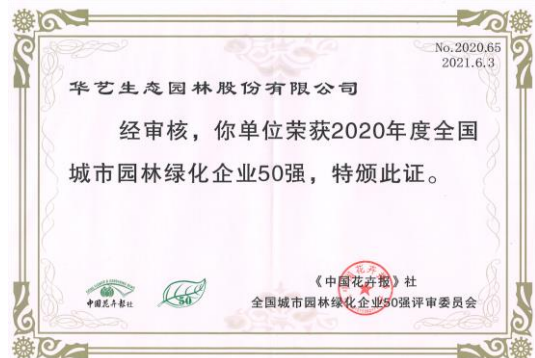 No.2020.65
2021.6.3
华艺生态园林股份有限公司
经审核，你单位荣获2020年度全国
城市园林绿化企业50强，特颁此证。
中国花卉报社
50
《中国花卉报》社
全国城市园林绿化企业50强评审委员会